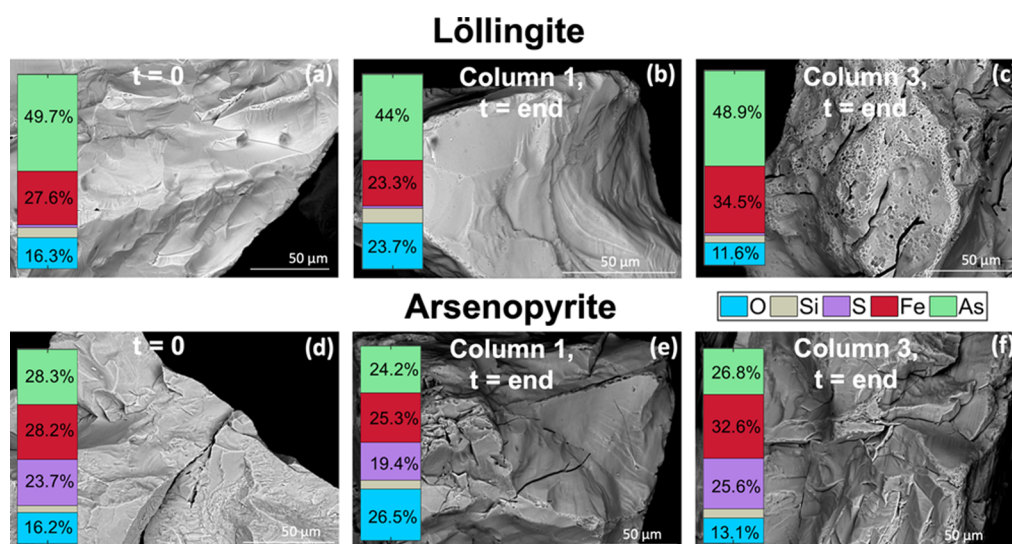 Löllingite
t = 0
(a)
49.7%
27.6%
16.3%
50 µm
Column 1,
t = end
(b)
44%
23.3%
23.7%
50 µm
Column 3,
t = end
(c)
48.9%
34.5%
11.6%
50 µm
Arsenopyrite
O Si S Fe As
t = 0
(d)
28.3%
28.2%
23.7%
16.2%
50 µm
Column 1,
t = end
(e)
24.2%
25.3%
19.4%
26.5%
50 µm
Column 3,
t = end
(f)
26.8%
32.6%
25.6%
13.1%
50 µm